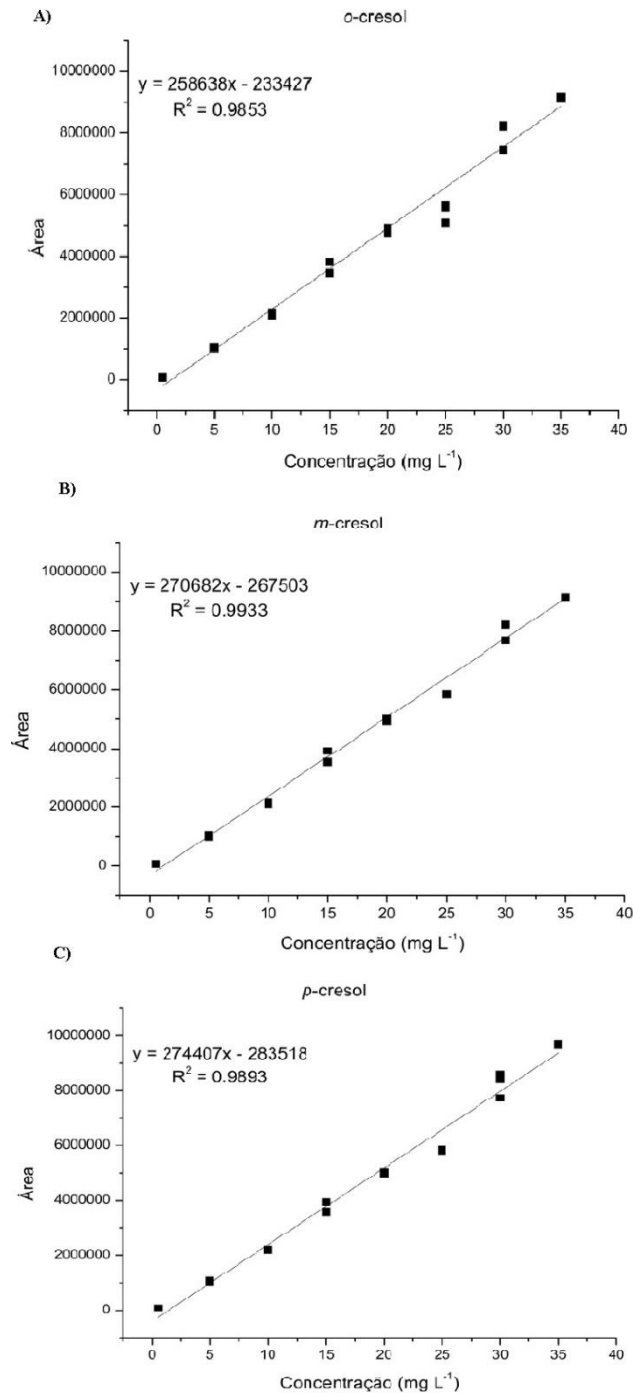 A)
o-cresol
y = 258638x - 233427
R² = 0.9853
10000000
8000000
6000000
4000000
2000000
0
Área
0 5 10 15 20 25 30 35 40
Concentração (mg L⁻¹)
B)
m-cresol
y = 270682x - 267503
R² = 0.9933
10000000
8000000
6000000
4000000
2000000
0
Área
0 5 10 15 20 25 30 35 40
Concentração (mg L⁻¹)
C)
p-cresol
y = 274407x - 283518
R² = 0.9893
10000000
8000000
6000000
4000000
2000000
0
Área
0 5 10 15 20 25 30 35 40
Concentração (mg L⁻¹)